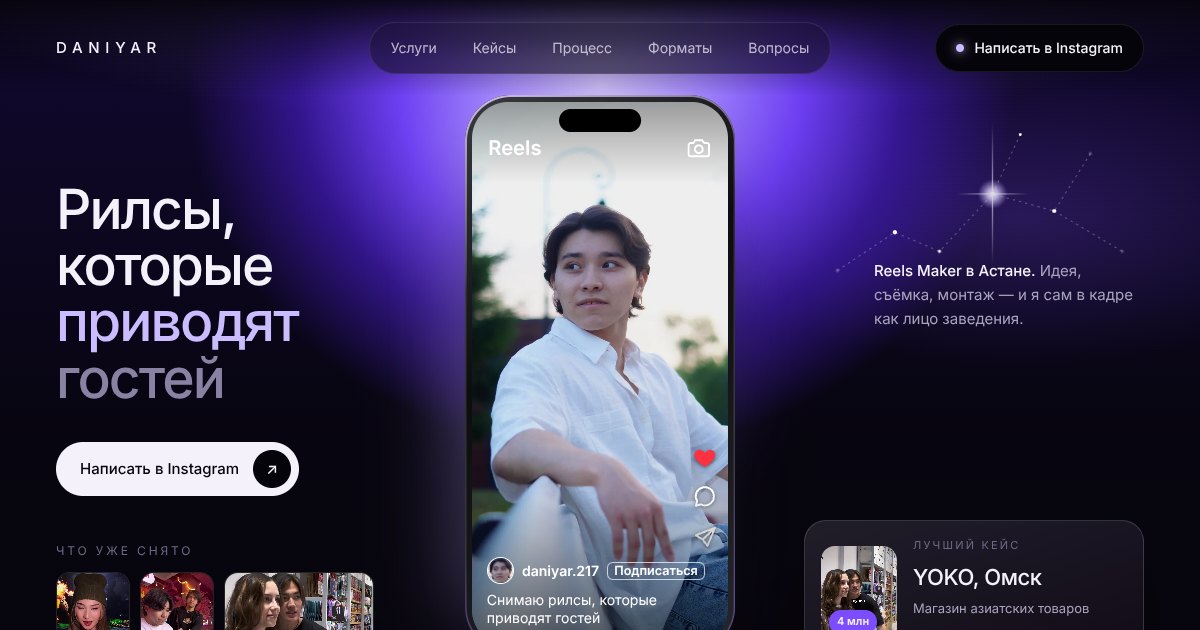 DANIYAR
Услуги
Кейсы
Процесс
Форматы
Вопросы
Написать в Instagram
Рилсы,
которые
приводят
гостей
Написать в Instagram
ЧТО УЖЕ СНЯТО
Reels
daniyar.217
Подписаться
Снимаю рилсы, которые
приводят гостей
Reels Maker в Астане. Идея,
съёмка, монтаж — и я сам в кадре
как лицо заведения.
ЛУЧШИЙ КЕЙС
YOKO, Омск
Магазин азиатских товаров
4 млн